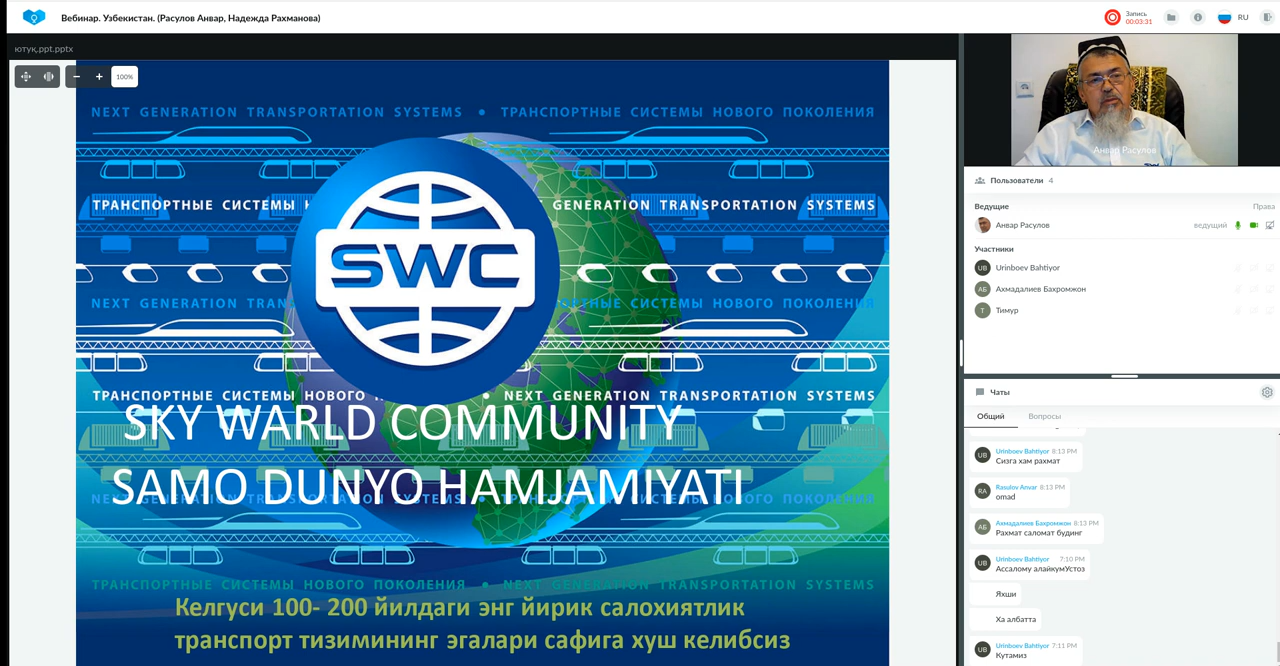 Вебинар. Узбекистан. (Расулов Анвар, Надежда Рахманова)
Запись
00:03:31
RU
ютуқ.ppt.pptx
100%
NEXT GENERATION TRANSPORTATION SYSTEMS • ТРАНСПОРТНЫЕ СИСТЕМЫ НОВОГО ПОКОЛЕНИЯ
ТРАНСПОРТНЫЕ СИСТЕМЫ GENERATION TRANSPORTATION SYSTEMS
SWC
NEXT GENERATION СИСТЕМЫ НОВОГО ПОКОЛЕНИЯ
ТРАНСПОРТНЫЕ СИСТЕМЫ НОВОГО • NEXT GENERATION TRANSPORTATION SYSTEMS
SKY WARLD COMMUNITY
SAMO DUNYO HAMJAMIYATI
ТРАНСПОРТНЫЕ СИСТЕМЫ НОВОГО ПОКОЛЕНИЯ • NEXT GENERATION TRANSPORTATION SYSTEMS
Келгуси 100- 200 йилдаги энг йирик салохиятлик
транспорт тизимининг эгалари сафига хуш келибсиз
Анвар Расулов
Пользователи 4
Ведущие Права
Анвар Расулов ведущий
Участники
UB Urinboev Bahtiyor
АБ Ахмадалиев Бахромжон
Т Тимур
Чаты
Общий Вопросы
UB Urinboev Bahtiyor 8:13 PM
Сизга хам рахмат
RA Rasulov Anvar 8:13 PM
omad
АБ Ахмадалиев Бахромжон 8:13 PM
Рахмат саломат будинг
UB Urinboev Bahtiyor 7:10 PM
Ассалому алайкумУстоз
Яхши
Ха албатта
UB Urinboev Bahtiyor 7:11 PM
Кутамиз